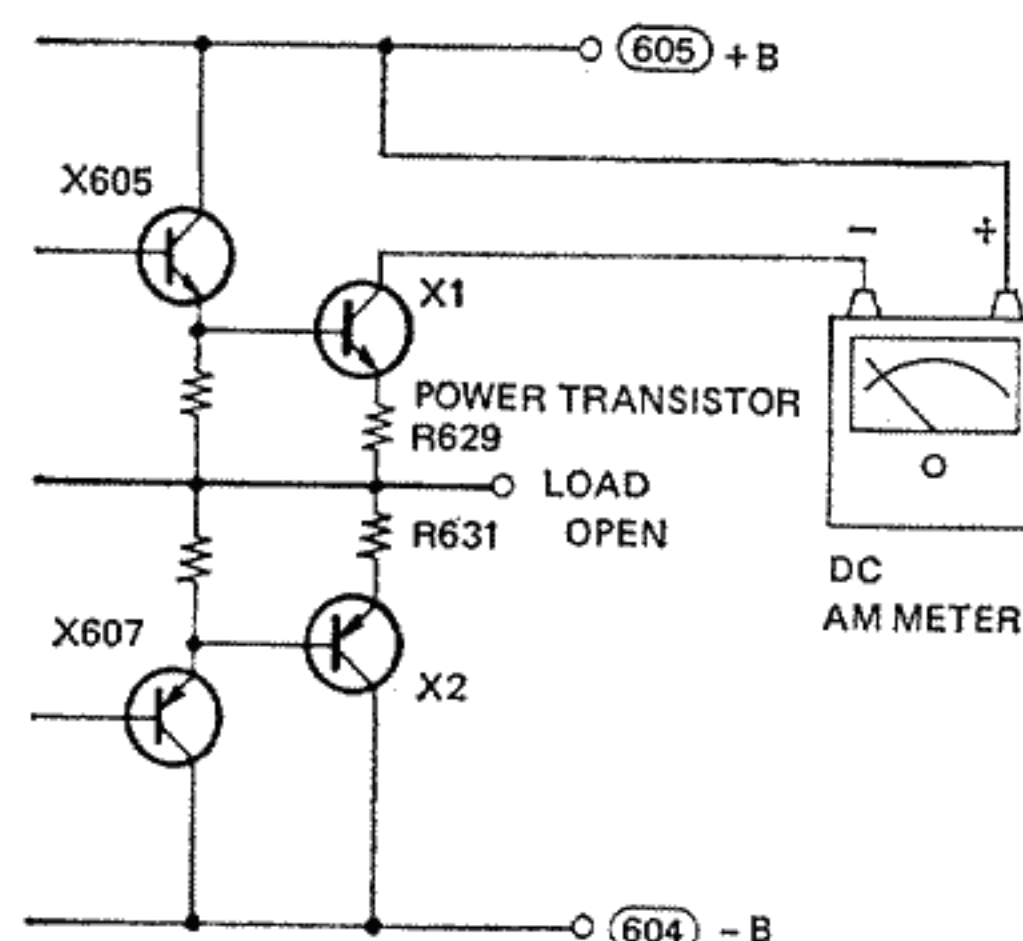 605 + B
X605
− +
X1
POWER TRANSISTOR
R629
LOAD
OPEN
R631
DC
AM METER
X607
X2
604 − B